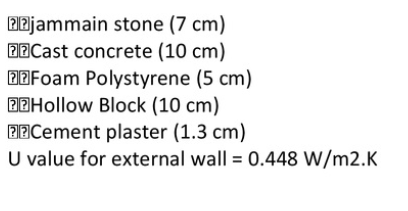 ⍰⍰jammain stone (7 cm)
⍰⍰Cast concrete (10 cm)
⍰⍰Foam Polystyrene (5 cm)
⍰⍰Hollow Block (10 cm)
⍰⍰Cement plaster (1.3 cm)
U value for external wall = 0.448 W/m2.K